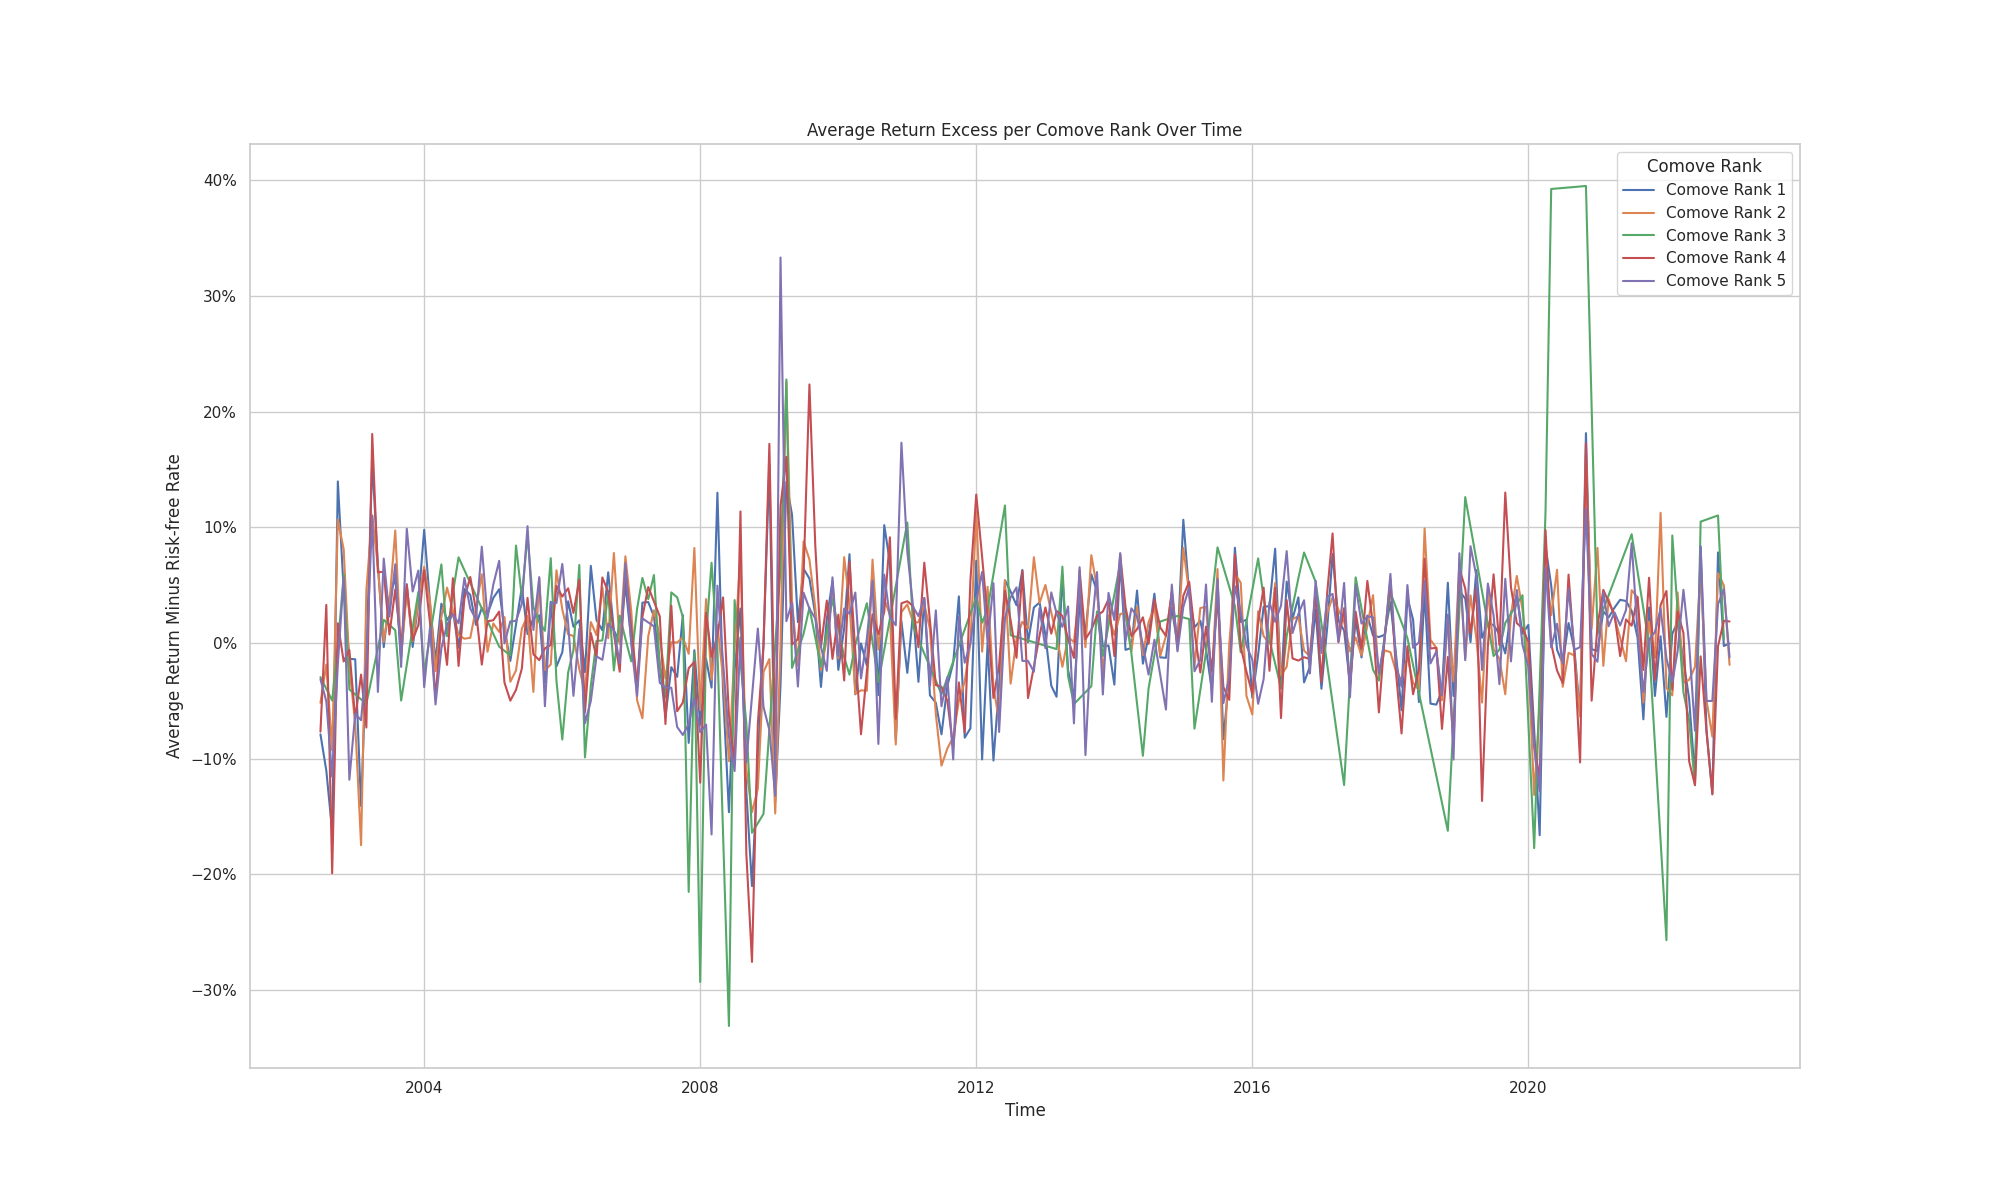 Average Return Excess per Comove Rank Over Time
Comove Rank
Comove Rank 1
Comove Rank 2
Comove Rank 3
Comove Rank 4
Comove Rank 5
Average Return Minus Risk-free Rate
40%
30%
20%
10%
0%
−10%
−20%
−30%
2004
2008
2012
2016
2020
Time